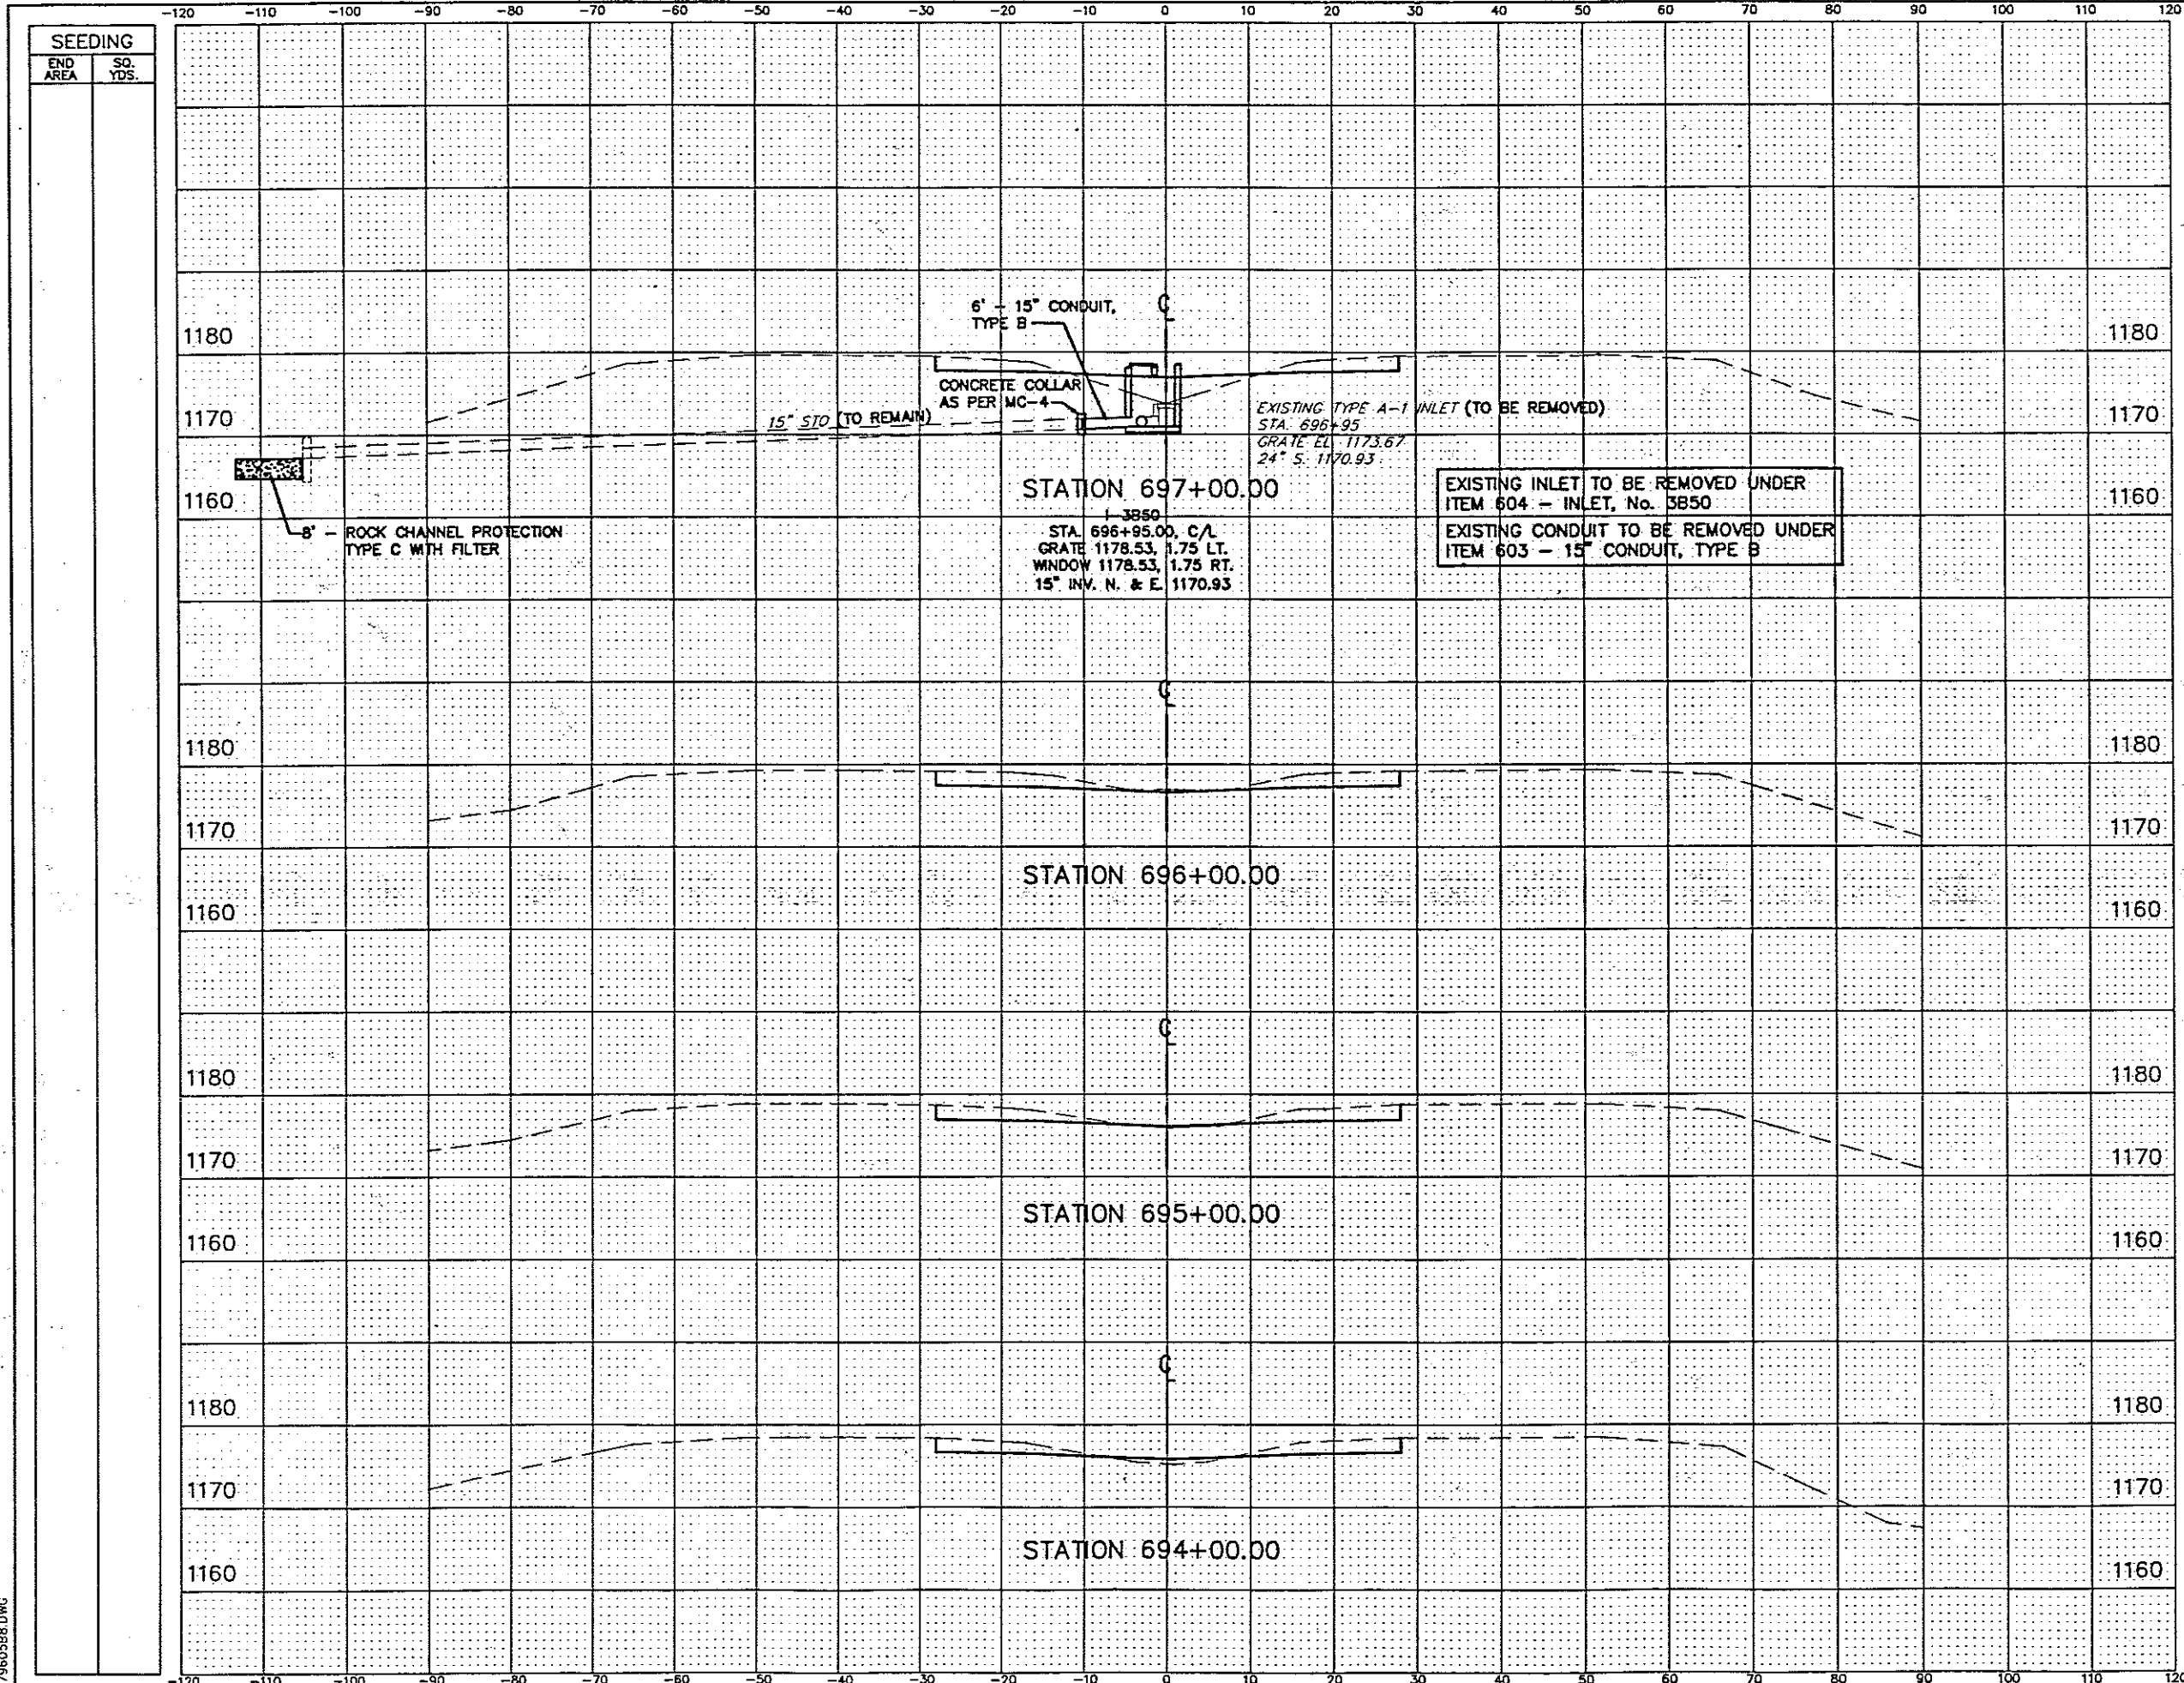 -120 -110 -100 -90 -80 -70 -60 -50 -40 -30 -20 -10 0 10 20 30 40 50 60 70 80 90 100 110 120
SEEDING
END AREA
SQ. YDS.
6' - 15" CONDUIT,
TYPE B
1180 1180
CONCRETE COLLAR
AS PER MC-4
15" STO (TO REMAIN)
EXISTING TYPE A-1 INLET (TO BE REMOVED)
STA. 696+95
GRATE EL. 1173.67
24" S. 1170.93
1170 1170
STATION 697+00.00
I-3B50
STA. 696+95.00, C/L
GRATE 1178.53, 1.75 LT.
WINDOW 1178.53, 1.75 RT.
15" INV. N. & E. 1170.93
EXISTING INLET TO BE REMOVED UNDER
ITEM 604 - INLET, No. 3B50
EXISTING CONDUIT TO BE REMOVED UNDER
ITEM 603 - 15" CONDUIT, TYPE B
1160 1160
8' - ROCK CHANNEL PROTECTION
TYPE C WITH FILTER
1180 1180
1170 1170
STATION 696+00.00
1160 1160
1180 1180
1170 1170
STATION 695+00.00
1160 1160
1180 1180
1170 1170
STATION 694+00.00
1160 1160
-120 -110 -100 -90 -80 -70 -60 -50 -40 -30 -20 -10 0 10 20 30 40 50 60 70 80 90 100 110 120